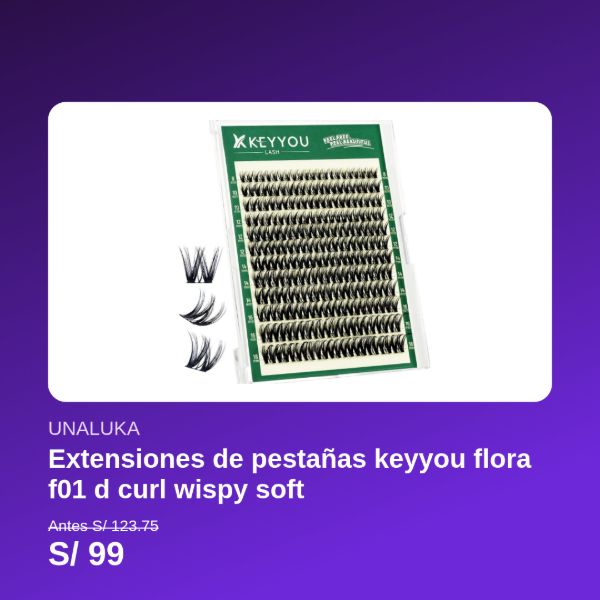 KEYYOU
LASH
UNALUKA
Extensiones de pestañas keyyou flora
f01 d curl wispy soft
Antes S/ 123.75
S/ 99